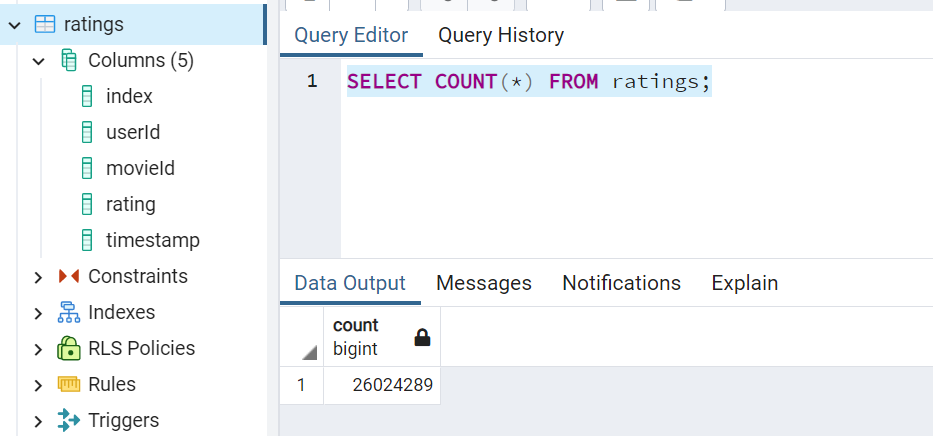 ratings
Columns (5)
index
userId
movieId
rating
timestamp
Constraints
Indexes
RLS Policies
Rules
Triggers
Query Editor Query History
1 SELECT COUNT(*) FROM ratings;
Data Output Messages Notifications Explain
count
bigint
1 26024289